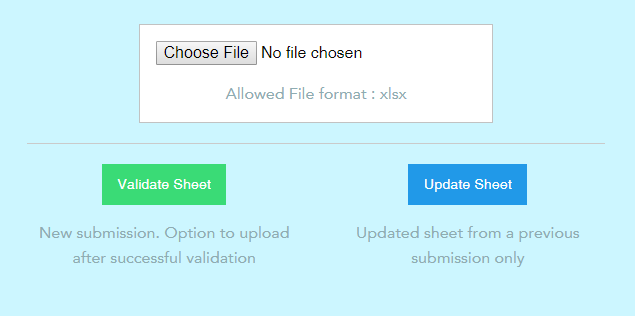 Choose File No file chosen
Allowed File format : xlsx
Validate Sheet
Update Sheet
New submission. Option to upload
after successful validation
Updated sheet from a previous
submission only